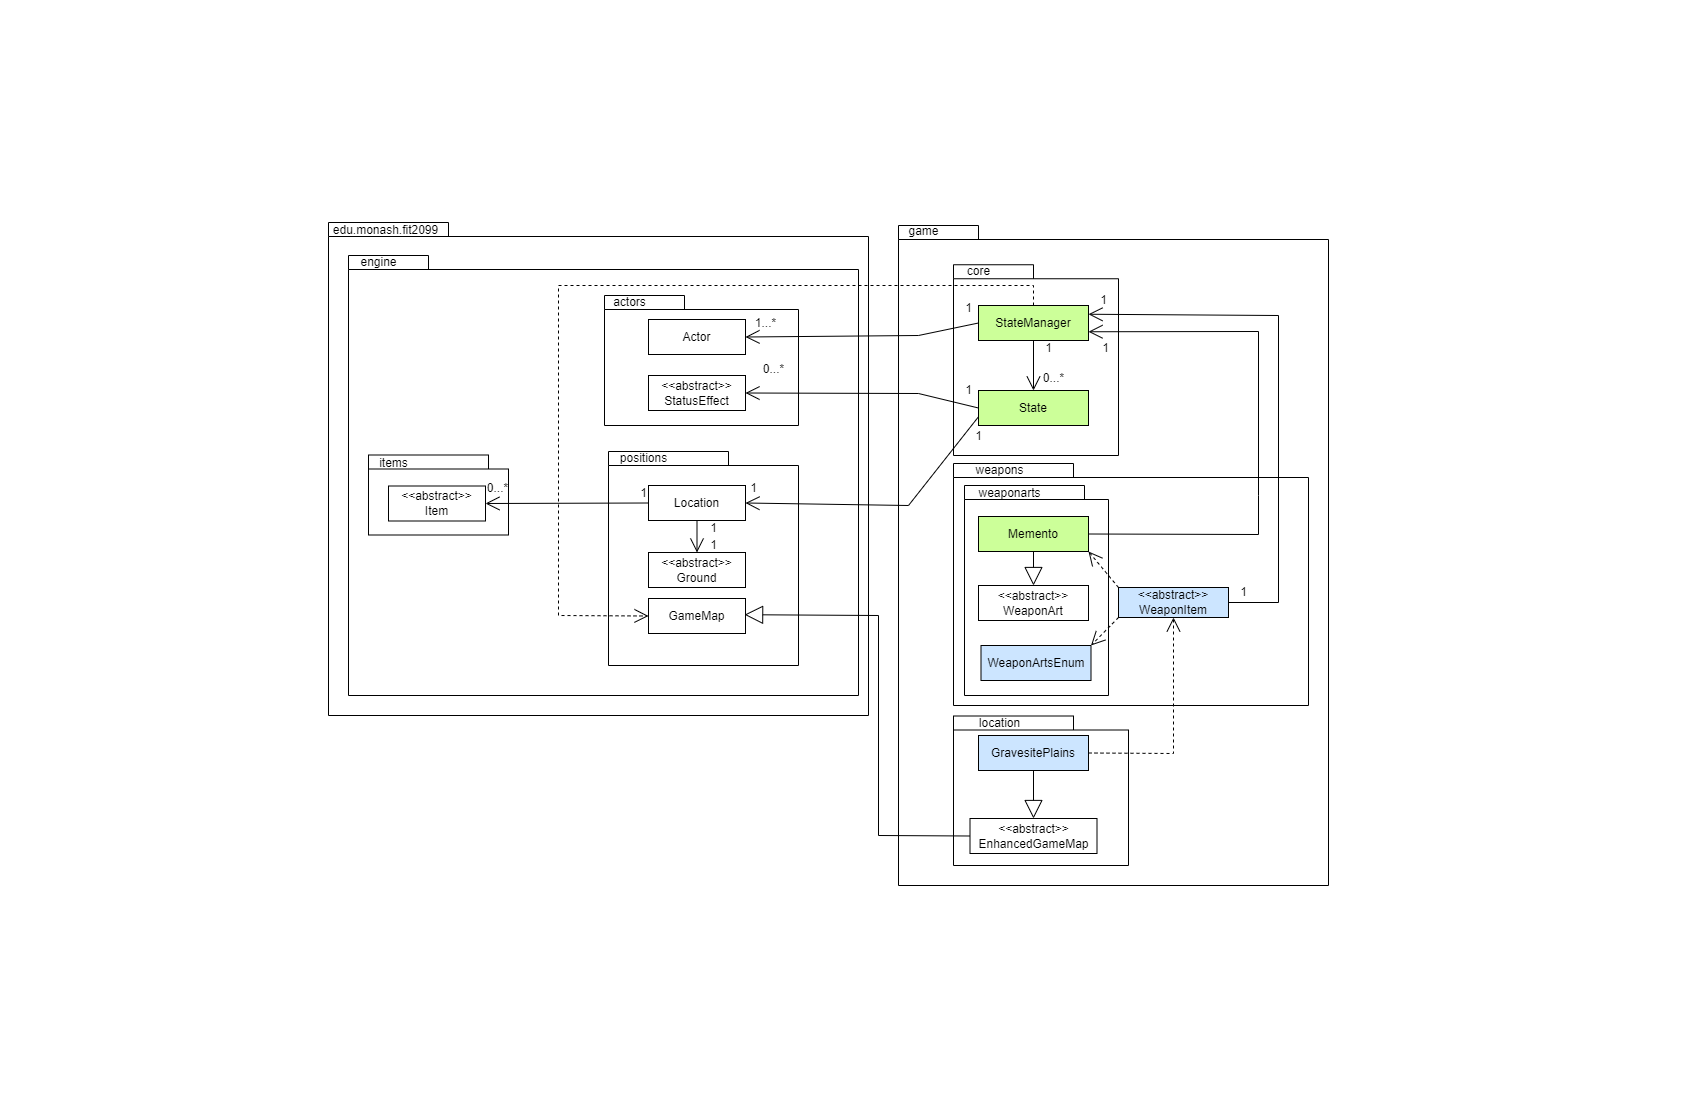 edu.monash.fit2099
engine
actors
Actor
1...*
<<abstract>>
StatusEffect
0...*
items
<<abstract>>
Item
0...*
positions
1
Location
1
1
1
<<abstract>>
Ground
GameMap
game
core
1
StateManager
1
1
1
0...*
1
State
1
weapons
weaponarts
Memento
<<abstract>>
WeaponArt
WeaponArtsEnum
<<abstract>>
WeaponItem
1
location
GravesitePlains
<<abstract>>
EnhancedGameMap